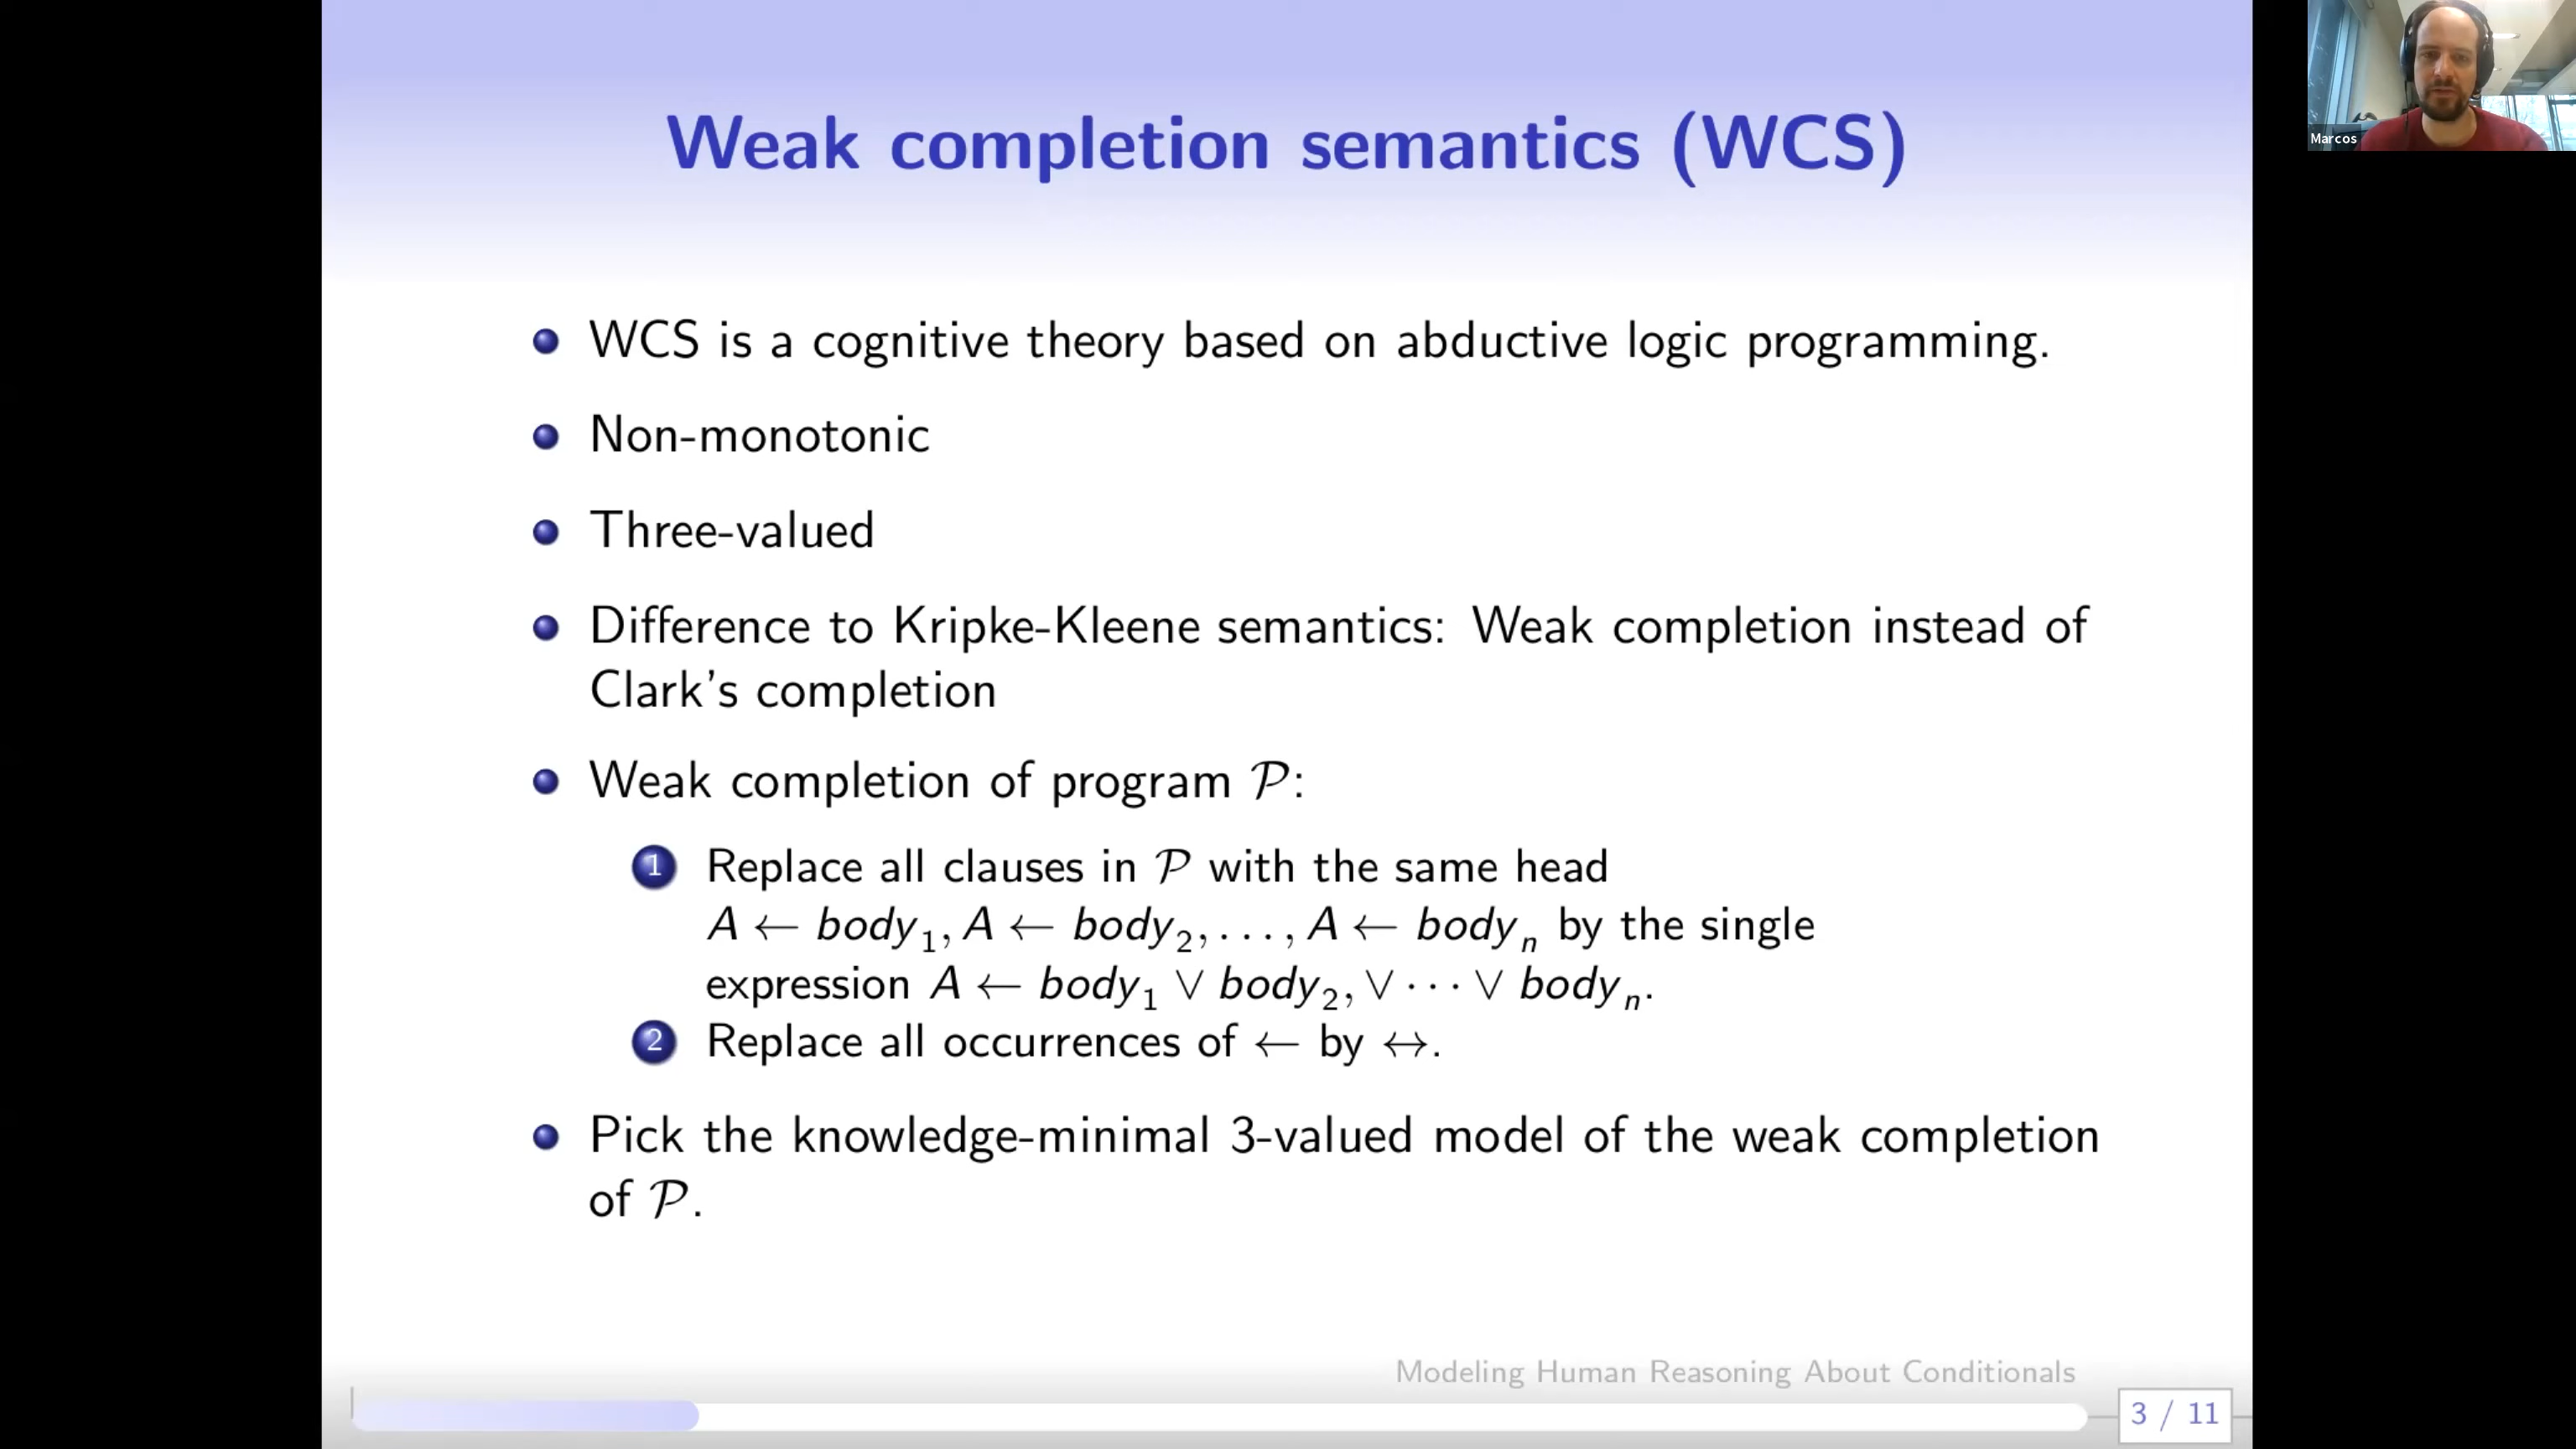 Weak completion semantics (WCS)
Marcos
WCS is a cognitive theory based on abductive logic programming.
Non-monotonic
Three-valued
Difference to Kripke-Kleene semantics: Weak completion instead of
Clark's completion
Weak completion of program 𝒫:
1 Replace all clauses in 𝒫 with the same head
A ← body₁, A ← body₂, . . . , A ← bodyₙ by the single
expression A ← body₁ ∨ body₂, ∨ ⋯ ∨ bodyₙ.
2 Replace all occurrences of ← by ↔.
Pick the knowledge-minimal 3-valued model of the weak completion
of 𝒫.
Modeling Human Reasoning About Conditionals
3 / 11